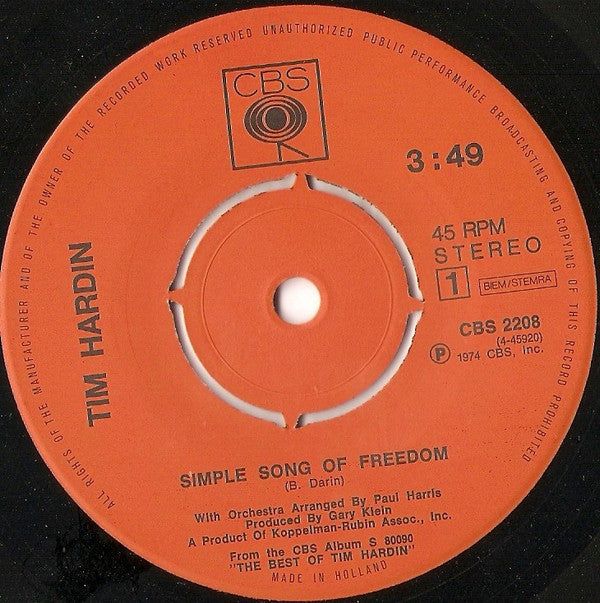 ALL RIGHTS OF THE MANUFACTURER AND OF THE OWNER OF THE RECORDED WORK RESERVED UNAUTHORIZED PUBLIC PERFORMANCE BROADCASTING AND COPYING OF THIS RECORD PROHIBITED
CBS
3:49
45 RPM
STEREO
1
BIEM/STEMRA
CBS 2208
(4-45920)
P 1974 CBS, Inc.
TIM HARDIN
SIMPLE SONG OF FREEDOM
(B. Darin)
With Orchestra Arranged By Paul Harris
Produced By Gary Klein
A Product Of Koppelman-Rubin Assoc., Inc.
From the CBS Album S 80090
"THE BEST OF TIM HARDIN"
MADE IN HOLLAND